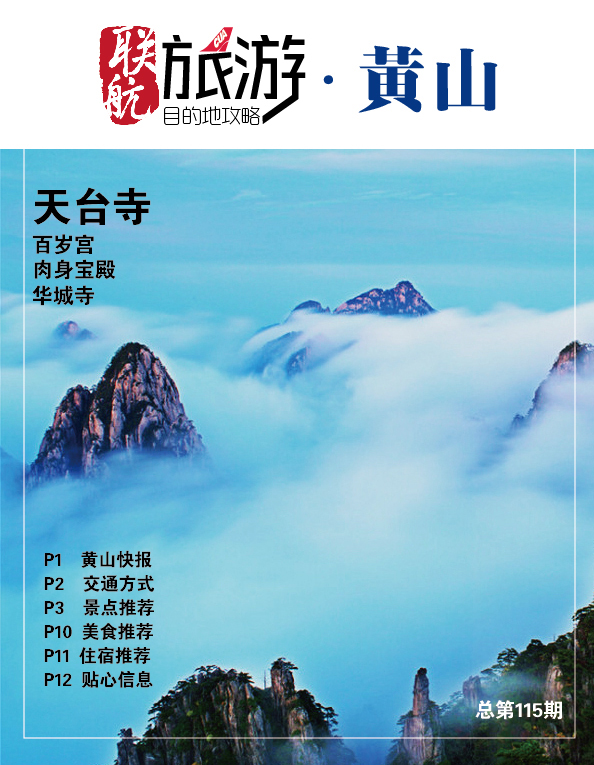 联航
旅游·黄山
CUA
目的地攻略
天台寺
百岁宫
肉身宝殿
华城寺
P1 黄山快报
P2 交通方式
P3 景点推荐
P10 美食推荐
P11 住宿推荐
P12 贴心信息
总第115期